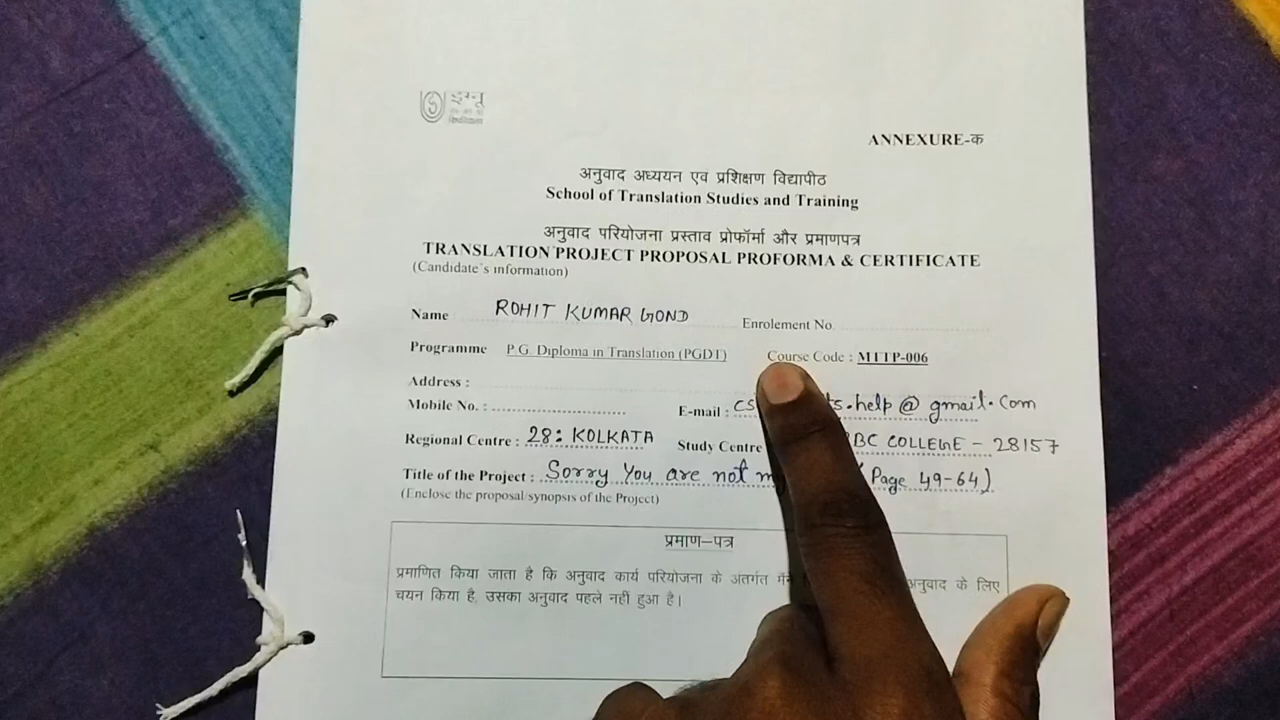 इग्नू
ANNEXURE-क
अनुवाद अध्ययन एवं प्रशिक्षण विद्यापीठ
School of Translation Studies and Training
अनुवाद परियोजना प्रस्ताव प्रोफॉर्मा और प्रमाणपत्र
TRANSLATION PROJECT PROPOSAL PROFORMA & CERTIFICATE
(Candidate's information)
Name ROHIT KUMAR GOND Enrolement No.
Programme P.G. Diploma in Translation (PGDT) Course Code : MTTP-006
Address :
Mobile No. : E-mail : .help @ gmail.com
Regional Centre : 28: KOLKATA Study Centre BC COLLEGE - 28157
Title of the Project : Sorry You are not (Page 49-64)
(Enclose the proposal/synopsis of the Project)
प्रमाण–पत्र
प्रमाणित किया जाता है कि अनुवाद कार्य परियोजना के अंतर्गत मैंने अनुवाद के लिए
चयन किया है, उसका अनुवाद पहले नहीं हुआ है।